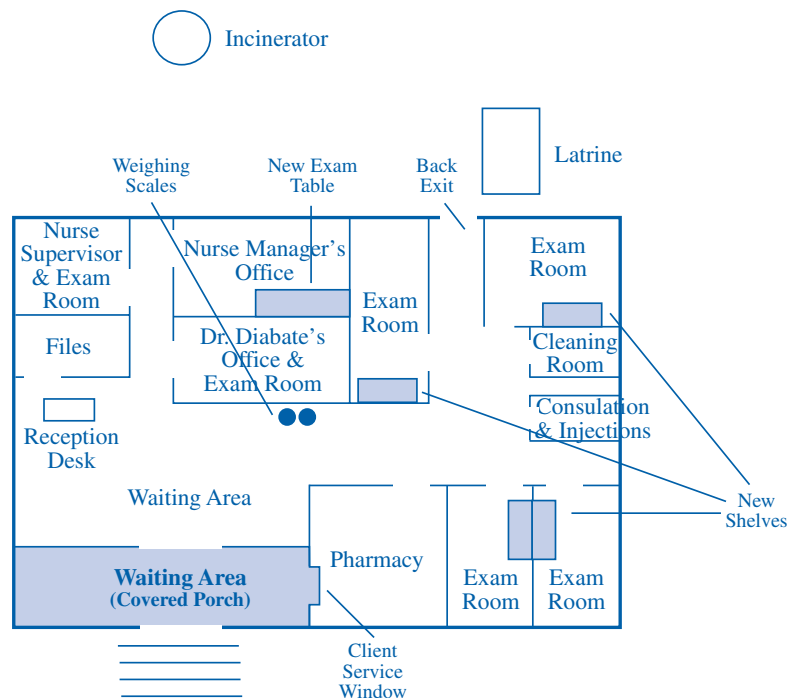 Incinerator
Weighing
Scales
New Exam
Table
Back
Exit
Latrine
Nurse
Supervisor
& Exam
Room
Nurse Manager's
Office
Exam
Room
Exam
Room
Files
Dr. Diabate's
Office &
Exam Room
Cleaning
Room
Consulation
& Injections
Reception
Desk
Waiting Area
New
Shelves
Waiting Area
(Covered Porch)
Pharmacy
Exam
Room
Exam
Room
Client
Service
Window